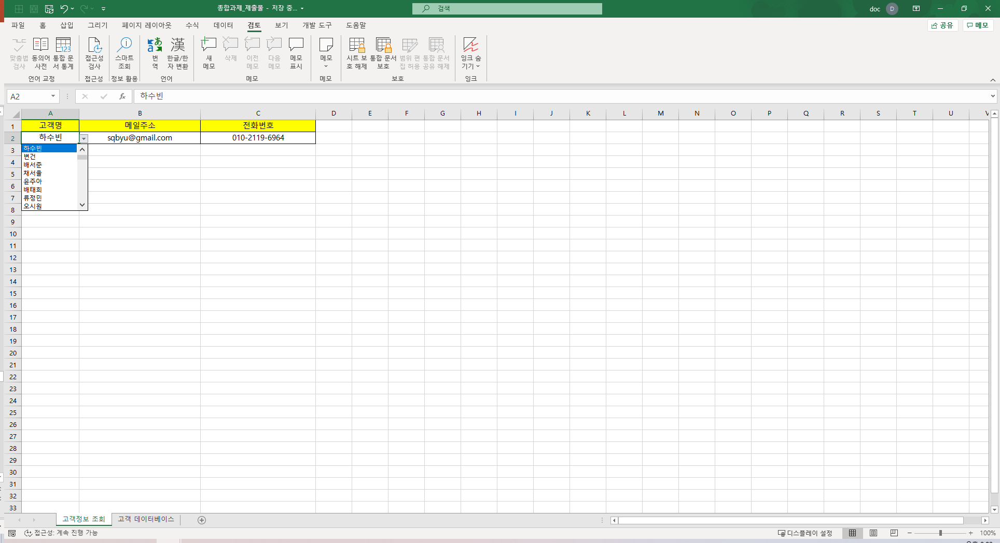 종합과제_제출물 - 저장 중...
검색
doc
D
파일 홈 삽입 그리기 페이지 레이아웃 수식 데이터 검토 보기 개발 도구 도움말
공유
메모
맞춤법 검사
동의어 사전
통합 문서 통계
접근성 검사
스마트 조회
번역
한글/한자 변환
새 메모
삭제
이전 메모
다음 메모
메모 표시
메모
시트 보호 해제
통합 문서 보호
범위 편집 허용
통합 문서 공유 해제
잉크 숨기기
언어 교정 접근성 정보 활용 언어 메모 메모 보호 잉크
A2
fx
하수빈
A B C D E F G H I J K L M N O P Q R S T U V
1 고객명 메일주소 전화번호
2 하수빈 sqbyu@gmail.com 010-2119-6964
하수빈
3
변건
배서준
4
채서율
5
윤주아
6
배태희
류정민
7
오시원
8
9
10
11
12
13
14
15
16
17
18
19
20
21
22
23
24
25
26
27
28
29
30
31
32
33
고객정보 조회 고객 데이터베이스
접근성: 계속 진행 가능
디스플레이 설정
100%